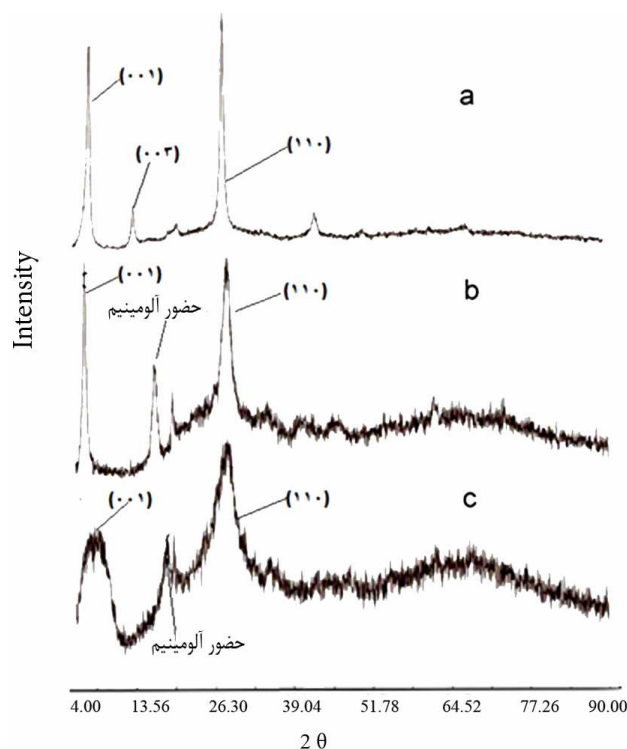 (۰۰۱)
a
(۰۰۳)
(۱۱۰)
Intensity
(۰۰۱)
حضور آلومینیم
(۱۱۰)
b
(۰۰۱)
(۱۱۰)
c
حضور آلومینیم
4.00 13.56 26.30 39.04 51.78 64.52 77.26 90.00
2 θ